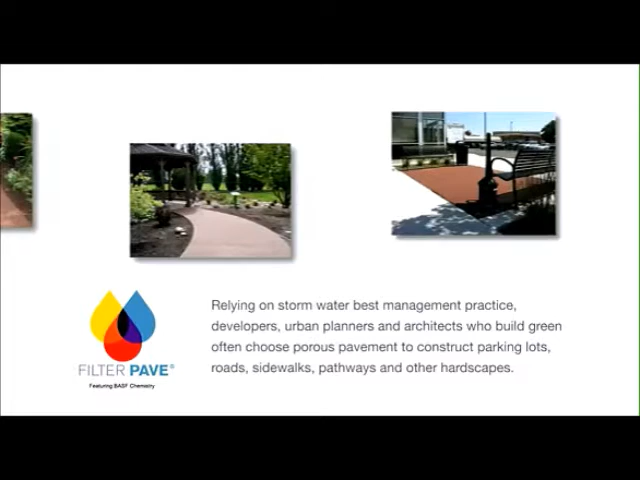 Relying on storm water best management practice,
developers, urban planners and architects who build green
often choose porous pavement to construct parking lots,
roads, sidewalks, pathways and other hardscapes.
FILTER PAVE®
Featuring BASF Chemistry